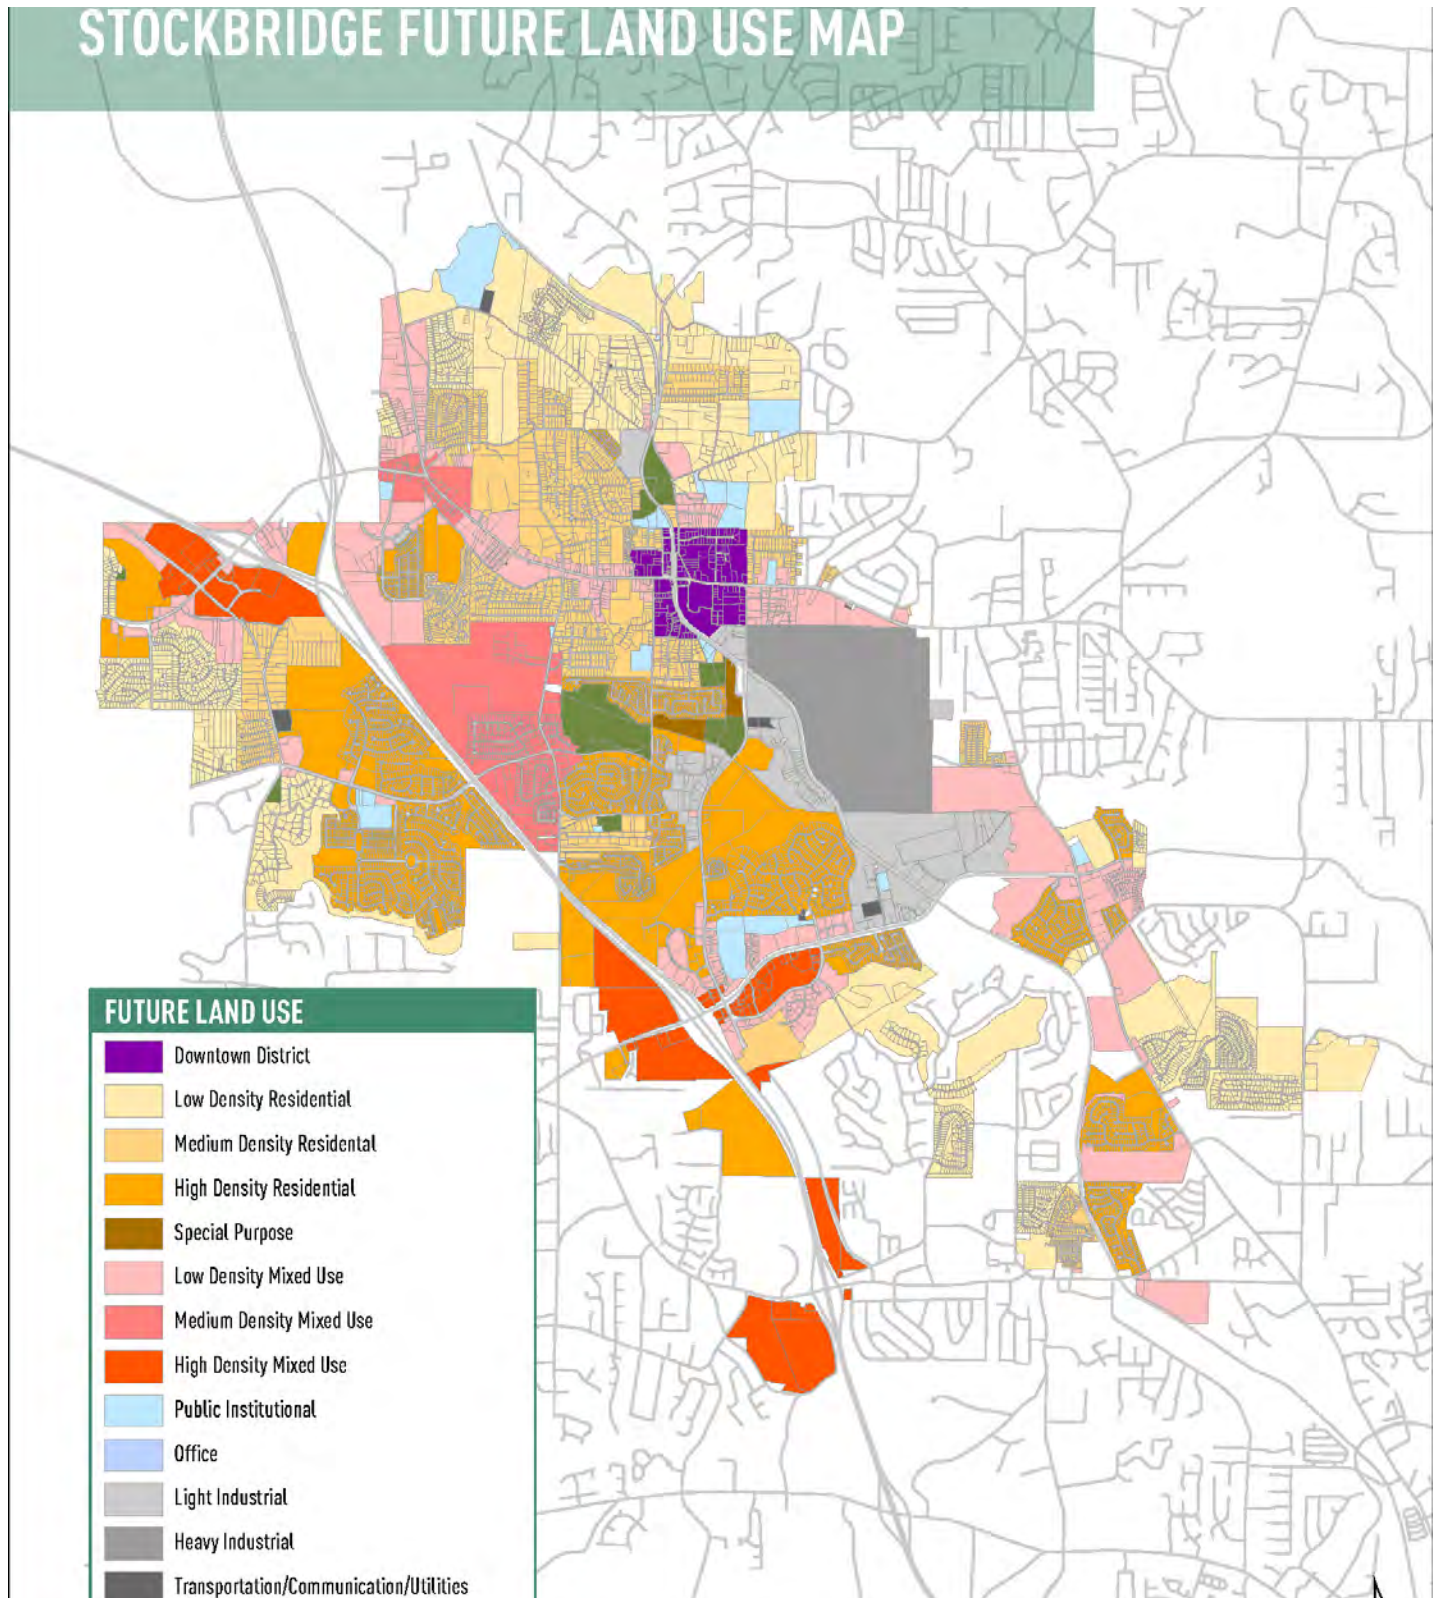 STOCKBRIDGE FUTURE LAND USE MAP
FUTURE LAND USE
Downtown District
Low Density Residential
Medium Density Residental
High Density Residential
Special Purpose
Low Density Mixed Use
Medium Density Mixed Use
High Density Mixed Use
Public Institutional
Office
Light Industrial
Heavy Industrial
Transportation/Communication/Utilities